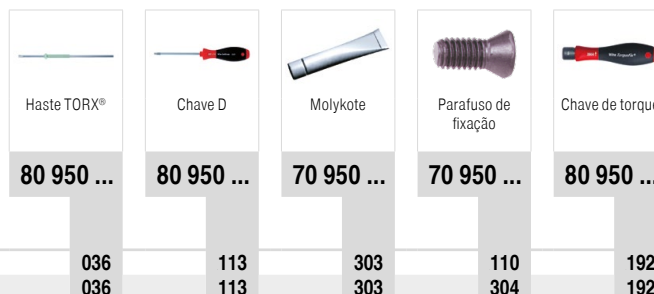 Haste TORX®
Chave D
Molykote
Parafuso de
fixação
Chave de torque
80 950 ...
80 950 ...
70 950 ...
70 950 ...
80 950 ...
036 113 303 110 192
036 113 303 304 192